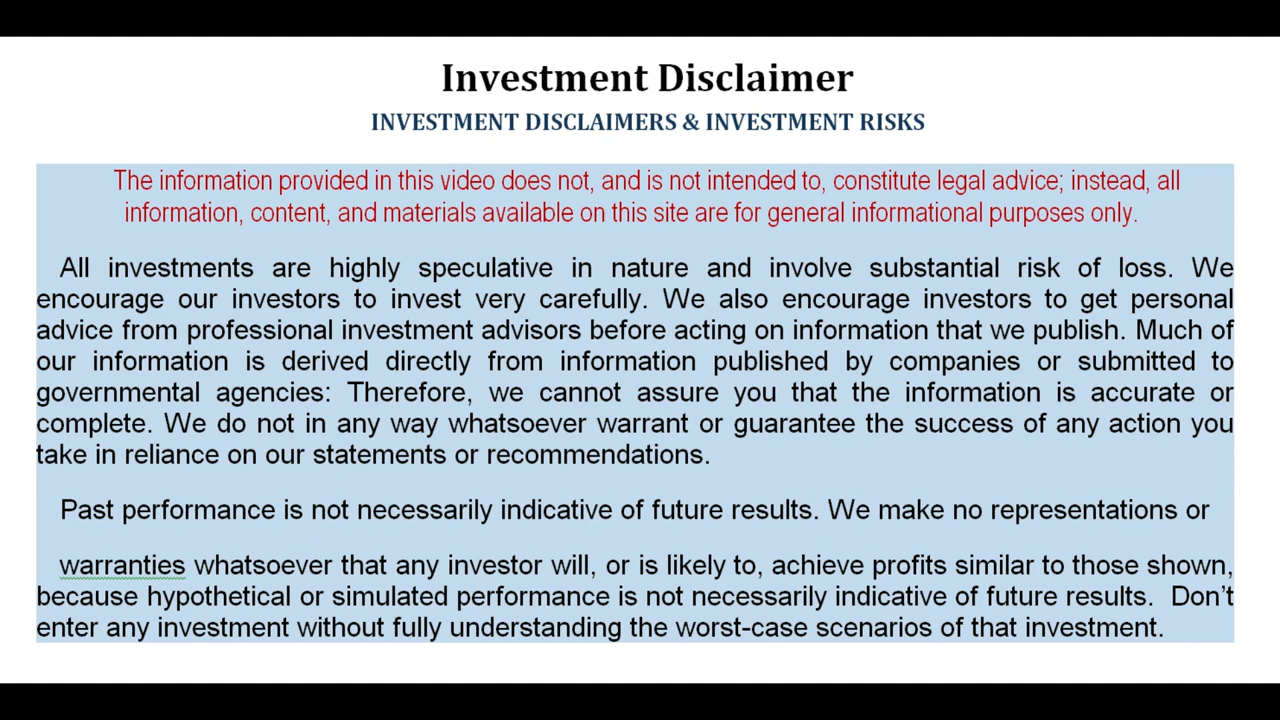 Investment Disclaimer
INVESTMENT DISCLAIMERS & INVESTMENT RISKS
The information provided in this video does not, and is not intended to, constitute legal advice; instead, all
information, content, and materials available on this site are for general informational purposes only.
All investments are highly speculative in nature and involve substantial risk of loss. We
encourage our investors to invest very carefully. We also encourage investors to get personal
advice from professional investment advisors before acting on information that we publish. Much of
our information is derived directly from information published by companies or submitted to
governmental agencies: Therefore, we cannot assure you that the information is accurate or
complete. We do not in any way whatsoever warrant or guarantee the success of any action you
take in reliance on our statements or recommendations.
Past performance is not necessarily indicative of future results. We make no representations or
warranties whatsoever that any investor will, or is likely to, achieve profits similar to those shown,
because hypothetical or simulated performance is not necessarily indicative of future results. Don’t
enter any investment without fully understanding the worst-case scenarios of that investment.